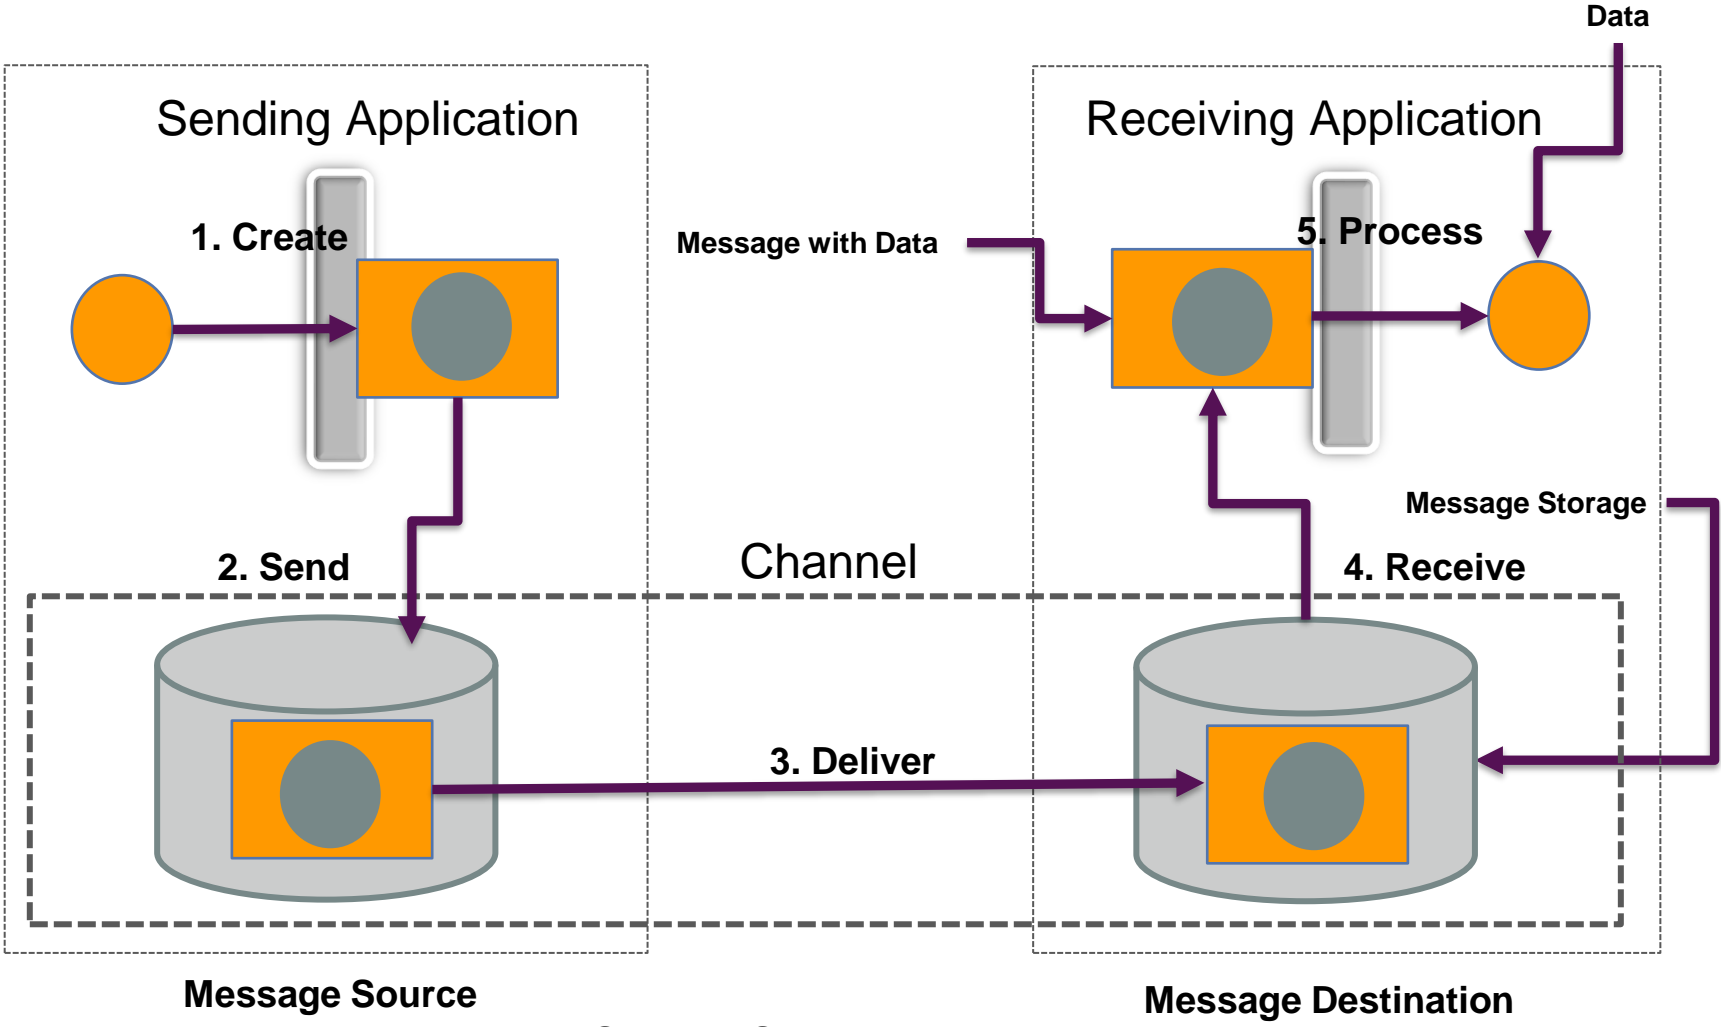 Data
Sending Application
Receiving Application
1. Create
Message with Data
5. Process
Message Storage
2. Send
Channel
4. Receive
3. Deliver
Message Source
Message Destination